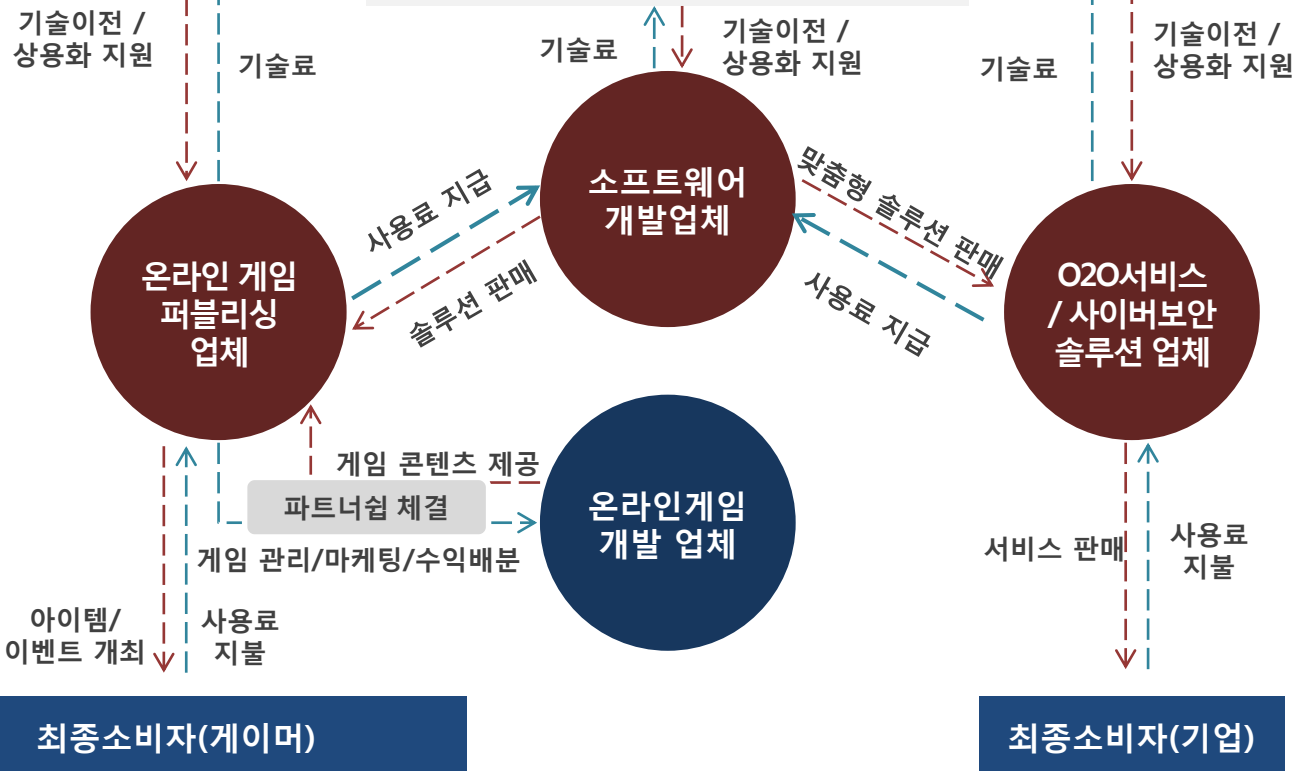 기술이전 /
상용화 지원
기술료
기술료
기술이전 /
상용화 지원
기술료
기술이전 /
상용화 지원
소프트웨어
개발업체
사용료 지급
솔루션 판매
맞춤형 솔루션 판매
사용료 지급
온라인 게임
퍼블리싱
업체
O2O서비스
/ 사이버보안
솔루션 업체
게임 콘텐츠 제공
파트너쉽 체결
게임 관리/마케팅/수익배분
온라인게임
개발 업체
서비스 판매
사용료
지불
아이템/
이벤트 개최
사용료
지불
최종소비자(게이머)
최종소비자(기업)